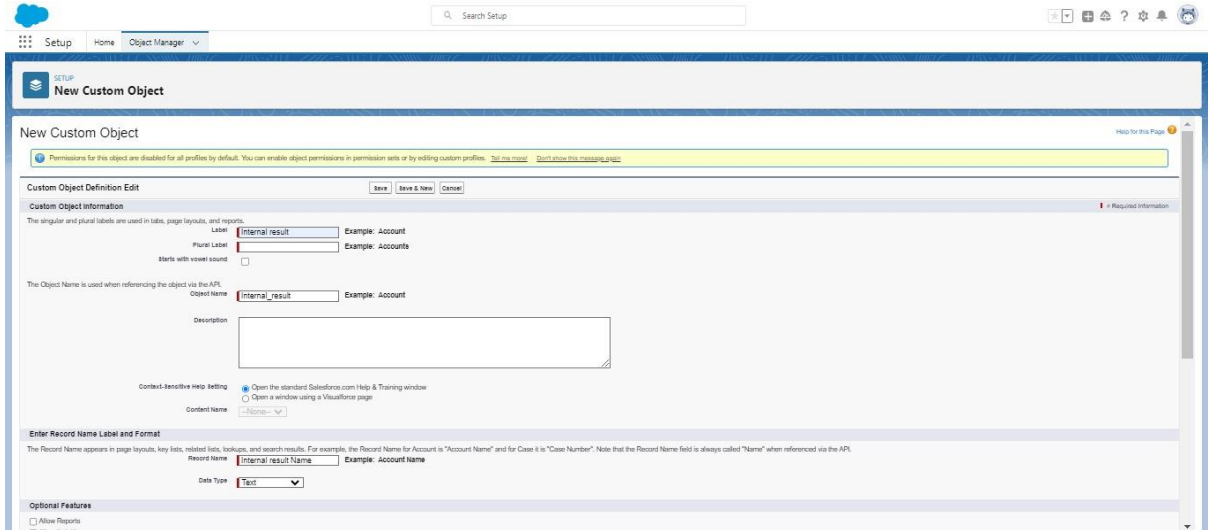 Search Setup
Setup Home Object Manager
SETUP
New Custom Object
New Custom Object
Help for this Page
Permissions for this object are disabled for all profiles by default. You can enable object permissions in permission sets or by editing custom profiles. Tell me more! Don't show this message again
Custom Object Definition Edit Save Save & New Cancel
Custom Object Information = Required Information
The singular and plural labels are used in tabs, page layouts, and reports.
Label Internal result Example: Account
Plural Label Example: Accounts
Starts with vowel sound
The Object Name is used when referencing the object via the API.
Object Name Internal_result Example: Account
Description
Context-Sensitive Help Setting Open the standard Salesforce.com Help & Training window
Open a window using a Visualforce page
Content Name --None--
Enter Record Name Label and Format
The Record Name appears in page layouts, key lists, related lists, lookups, and search results. For example, the Record Name for Account is "Account Name" and for Case it is "Case Number". Note that the Record Name field is always called "Name" when referenced via the API.
Record Name Internal result Name Example: Account Name
Data Type Text
Optional Features
Allow Reports